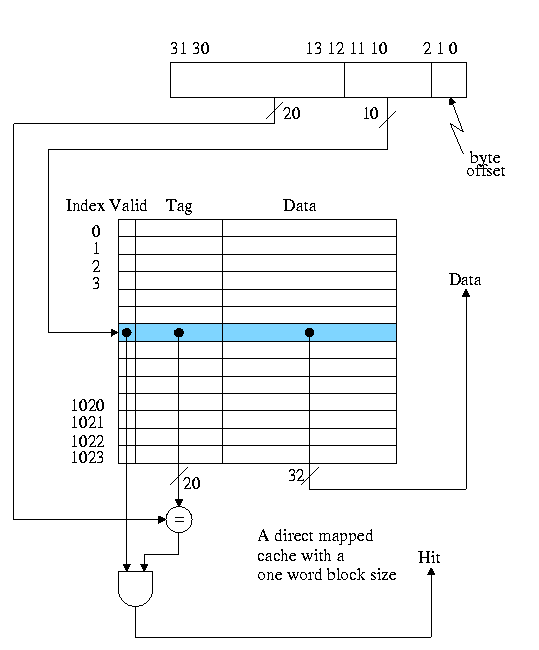 31 30 13 12 11 10 2 1 0
20
10
byte
offset
Index Valid Tag Data
0
1
2
3
Data
1020
1021
1022
1023
20
32
=
A direct mapped
cache with a
one word block size
Hit